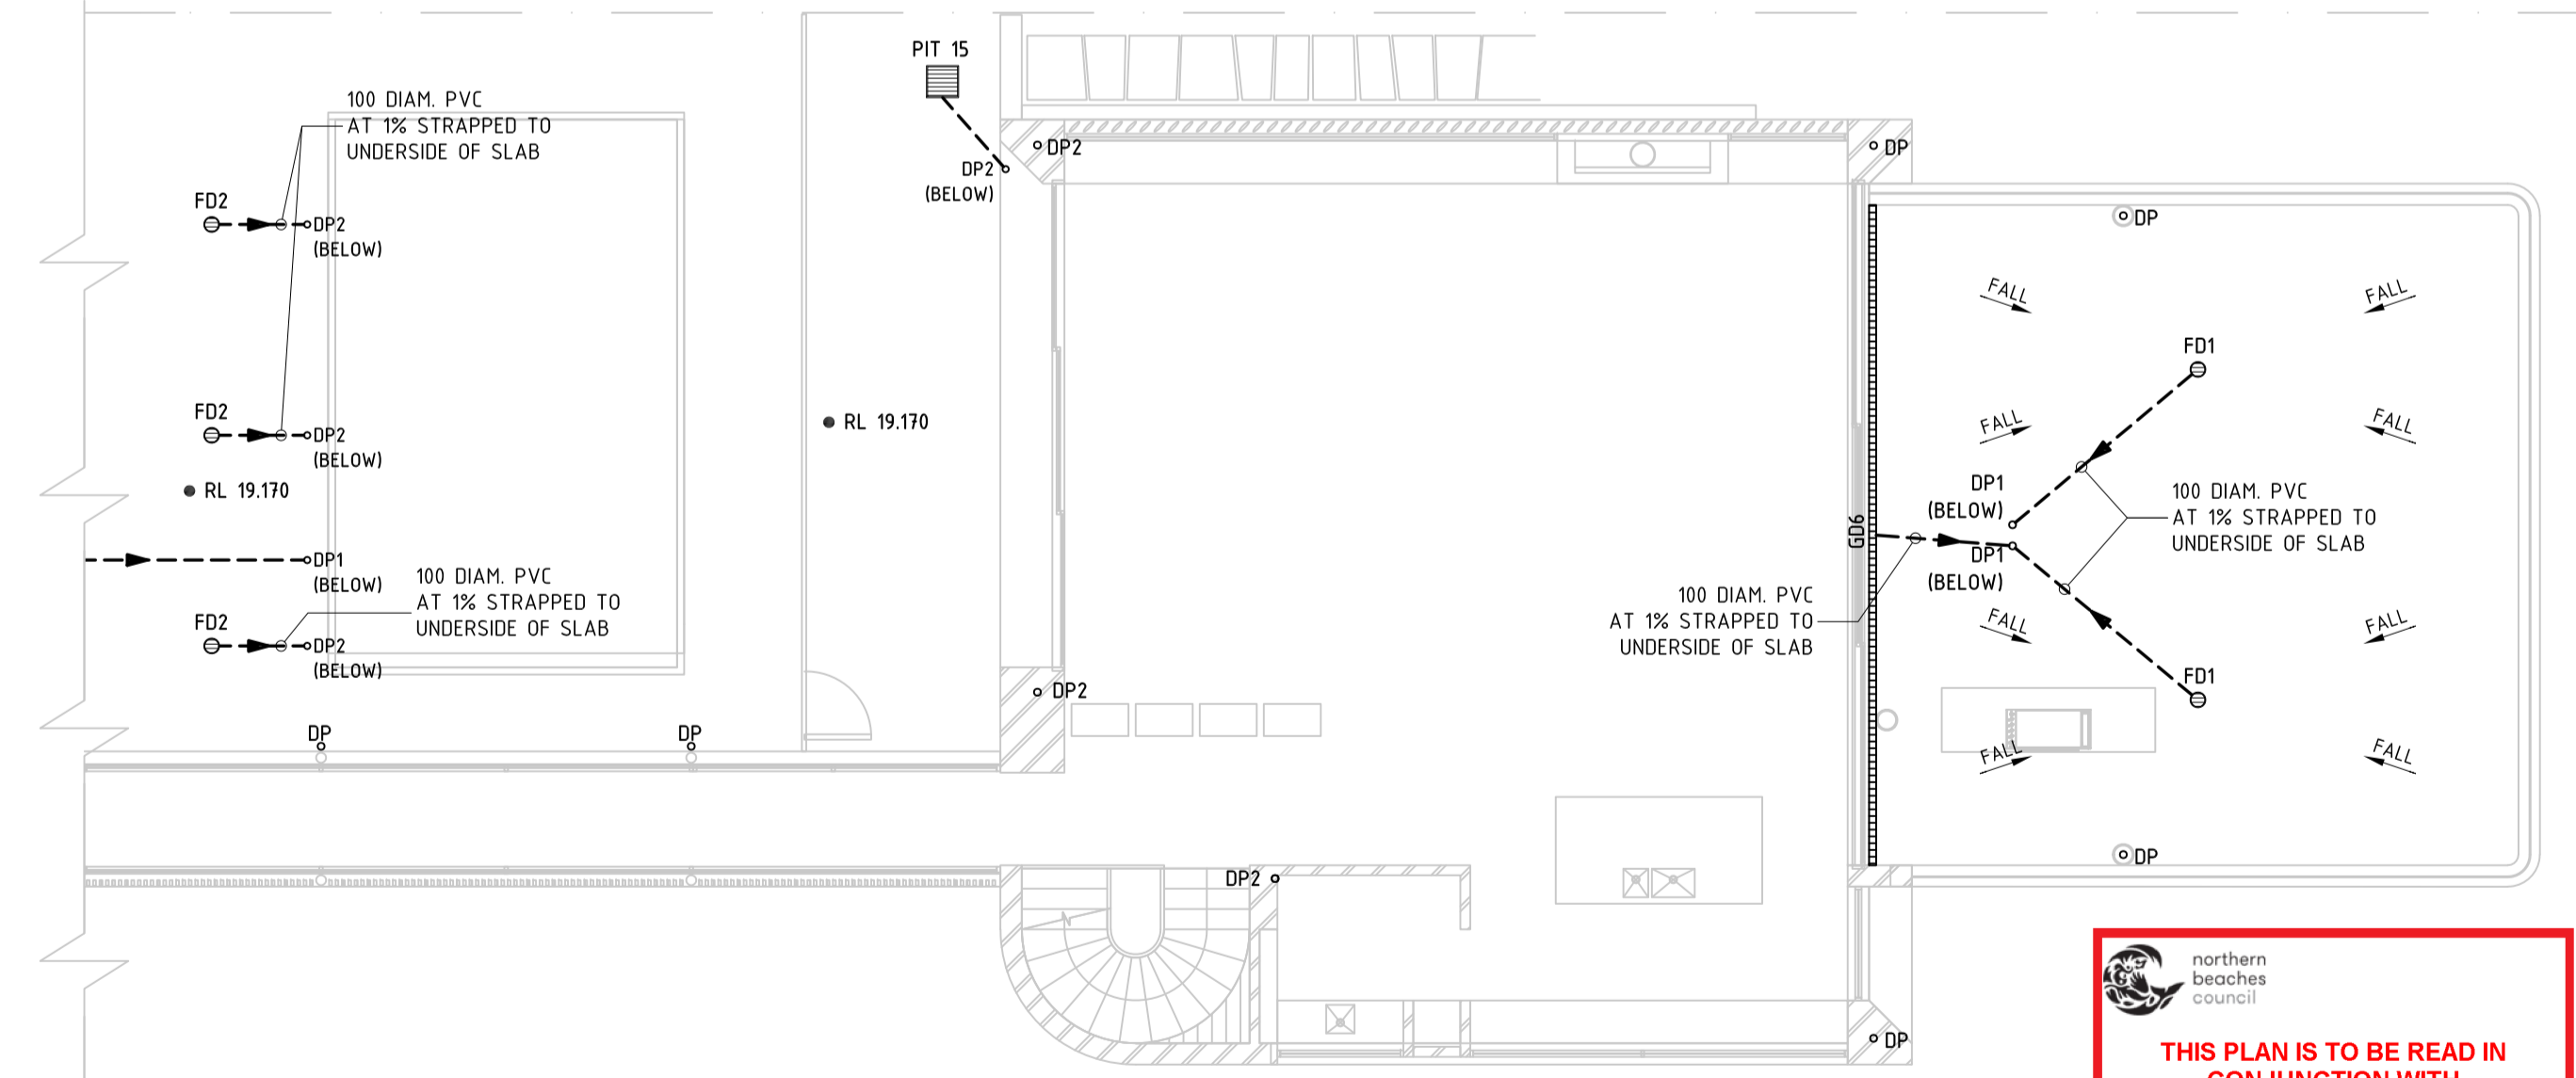 PIT 15
100 DIAM. PVC
AT 1% STRAPPED TO
UNDERSIDE OF SLAB
DP2
DP
DP2
(BELOW)
FD2
DP2
(BELOW)
DP
FALL
FALL
FD1
FD2
DP2
(BELOW)
RL 19.170
RL 19.170
FALL
FALL
DP1
(BELOW)
100 DIAM. PVC
AT 1% STRAPPED TO
UNDERSIDE OF SLAB
GD6
DP1
(BELOW)
DP1
(BELOW)
100 DIAM. PVC
AT 1% STRAPPED TO
UNDERSIDE OF SLAB
100 DIAM. PVC
AT 1% STRAPPED TO
UNDERSIDE OF SLAB
FD2
DP2
(BELOW)
FALL
FALL
FD1
DP2
DP
DP
FALL
FALL
DP
DP2
DP
northern
beaches
council
THIS PLAN IS TO BE READ IN
CONJUNCTION WITH